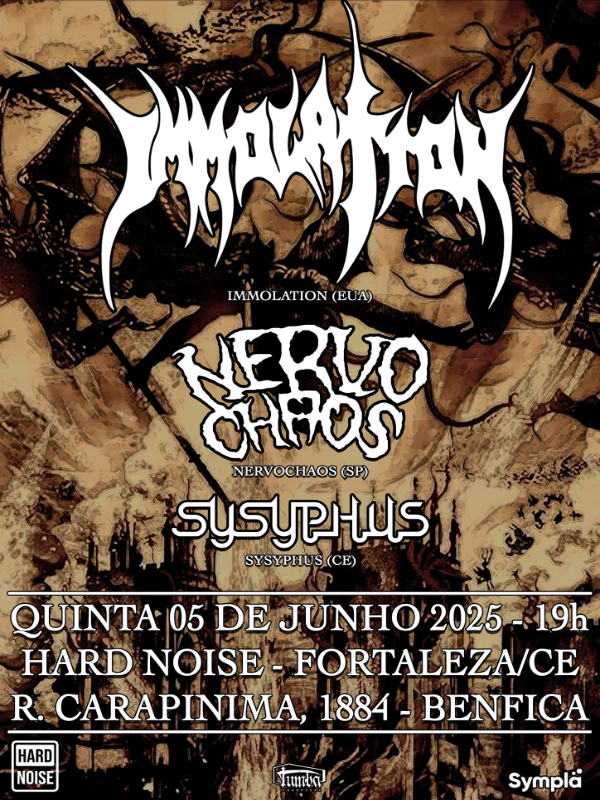 IMMOLATION
IMMOLATION (EUA)
NERVO
CHAOS
NERVOCHAOS (SP)
SYSYPHUS
SYSYPHUS (CE)
QUINTA 05 DE JUNHO 2025 - 19h
HARD NOISE - FORTALEZA/CE
R. CARAPINIMA, 1884 - BENFICA
HARD
NOISE
Tumba
Sympla